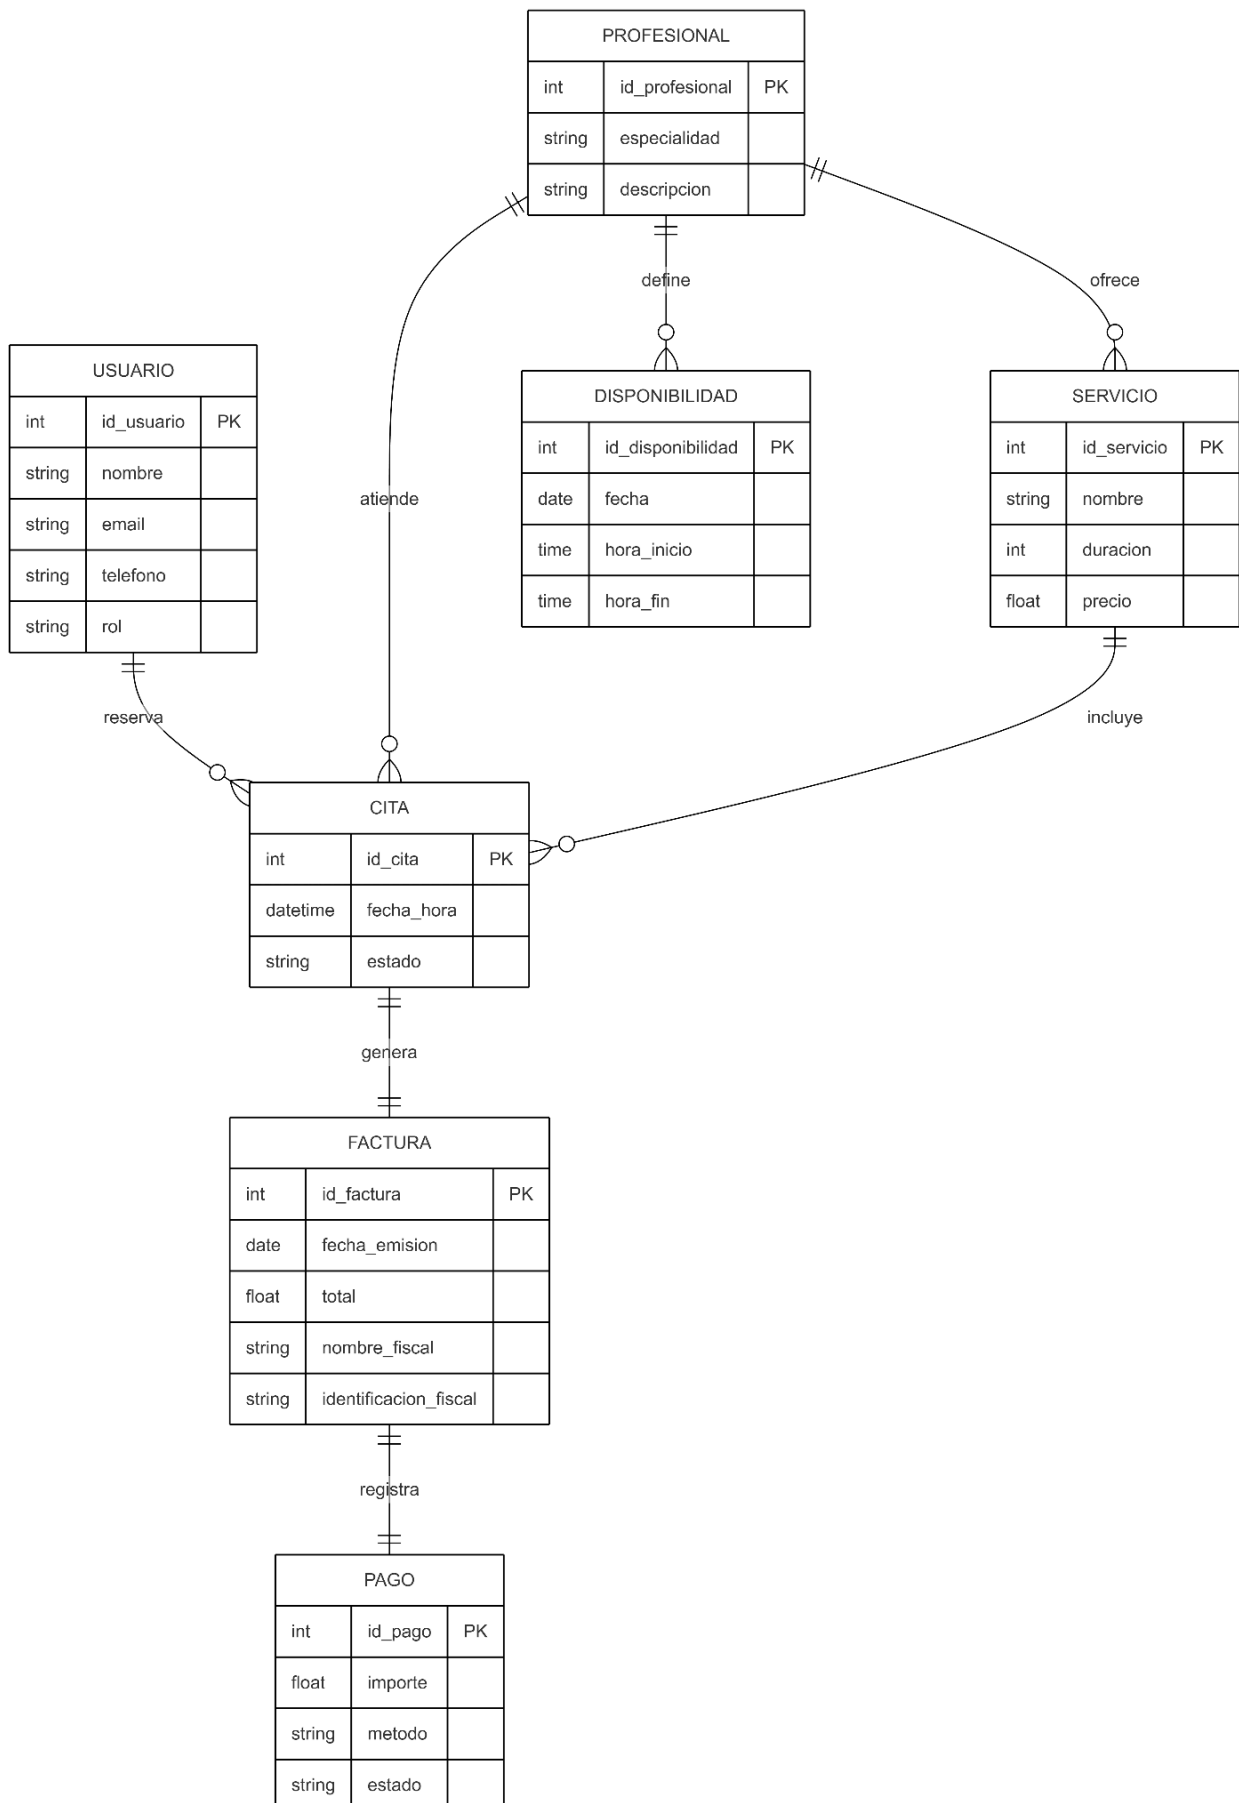 PROFESIONAL
int id_profesional PK
string especialidad
string descripcion
define
ofrece
USUARIO
int id_usuario PK
string nombre
string email
string telefono
string rol
atiende
DISPONIBILIDAD
int id_disponibilidad PK
date fecha
time hora_inicio
time hora_fin
SERVICIO
int id_servicio PK
string nombre
int duracion
float precio
reserva
incluye
CITA
int id_cita PK
datetime fecha_hora
string estado
genera
FACTURA
int id_factura PK
date fecha_emision
float total
string nombre_fiscal
string identificacion_fiscal
registra
PAGO
int id_pago PK
float importe
string metodo
string estado